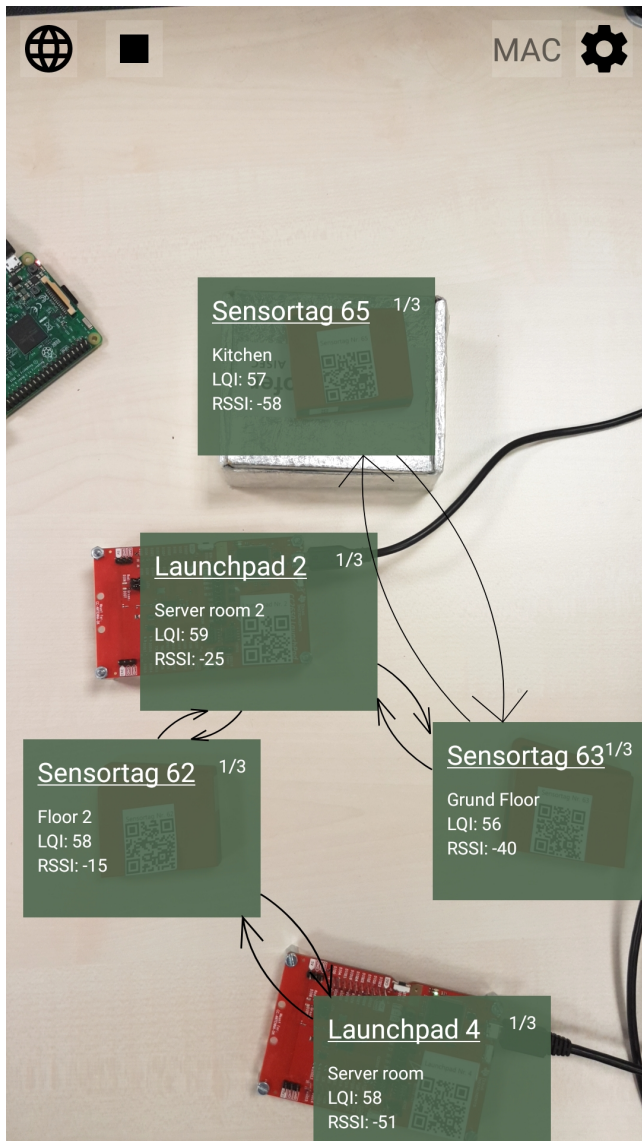 MAC
Sensortag 65 1/3
Kitchen
LQI: 57
RSSI: -58
Launchpad 2 1/3
Server room 2
LQI: 59
RSSI: -25
Sensortag 62 1/3
Floor 2
LQI: 58
RSSI: -15
Sensortag 63 1/3
Grund Floor
LQI: 56
RSSI: -40
Launchpad 4 1/3
Server room
LQI: 58
RSSI: -51